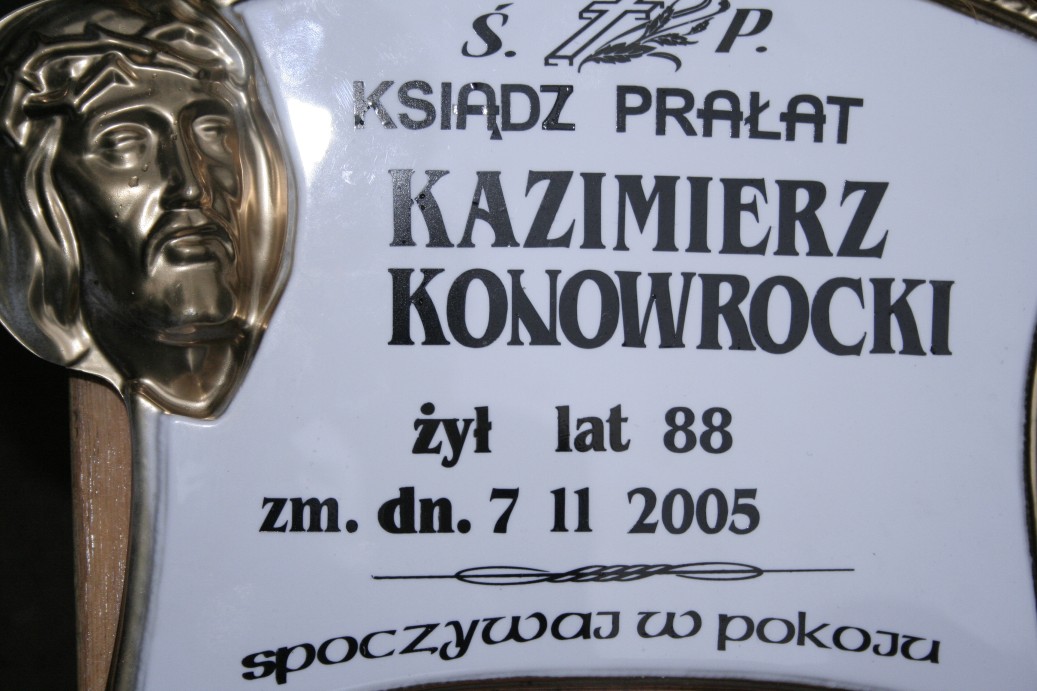 Ś. P.
KSIĄDZ PRAŁAT
KAZIMIERZ
KONOWROCKI
żył lat 88
zm. dn. 7 11 2005
spoczywaj w pokoju